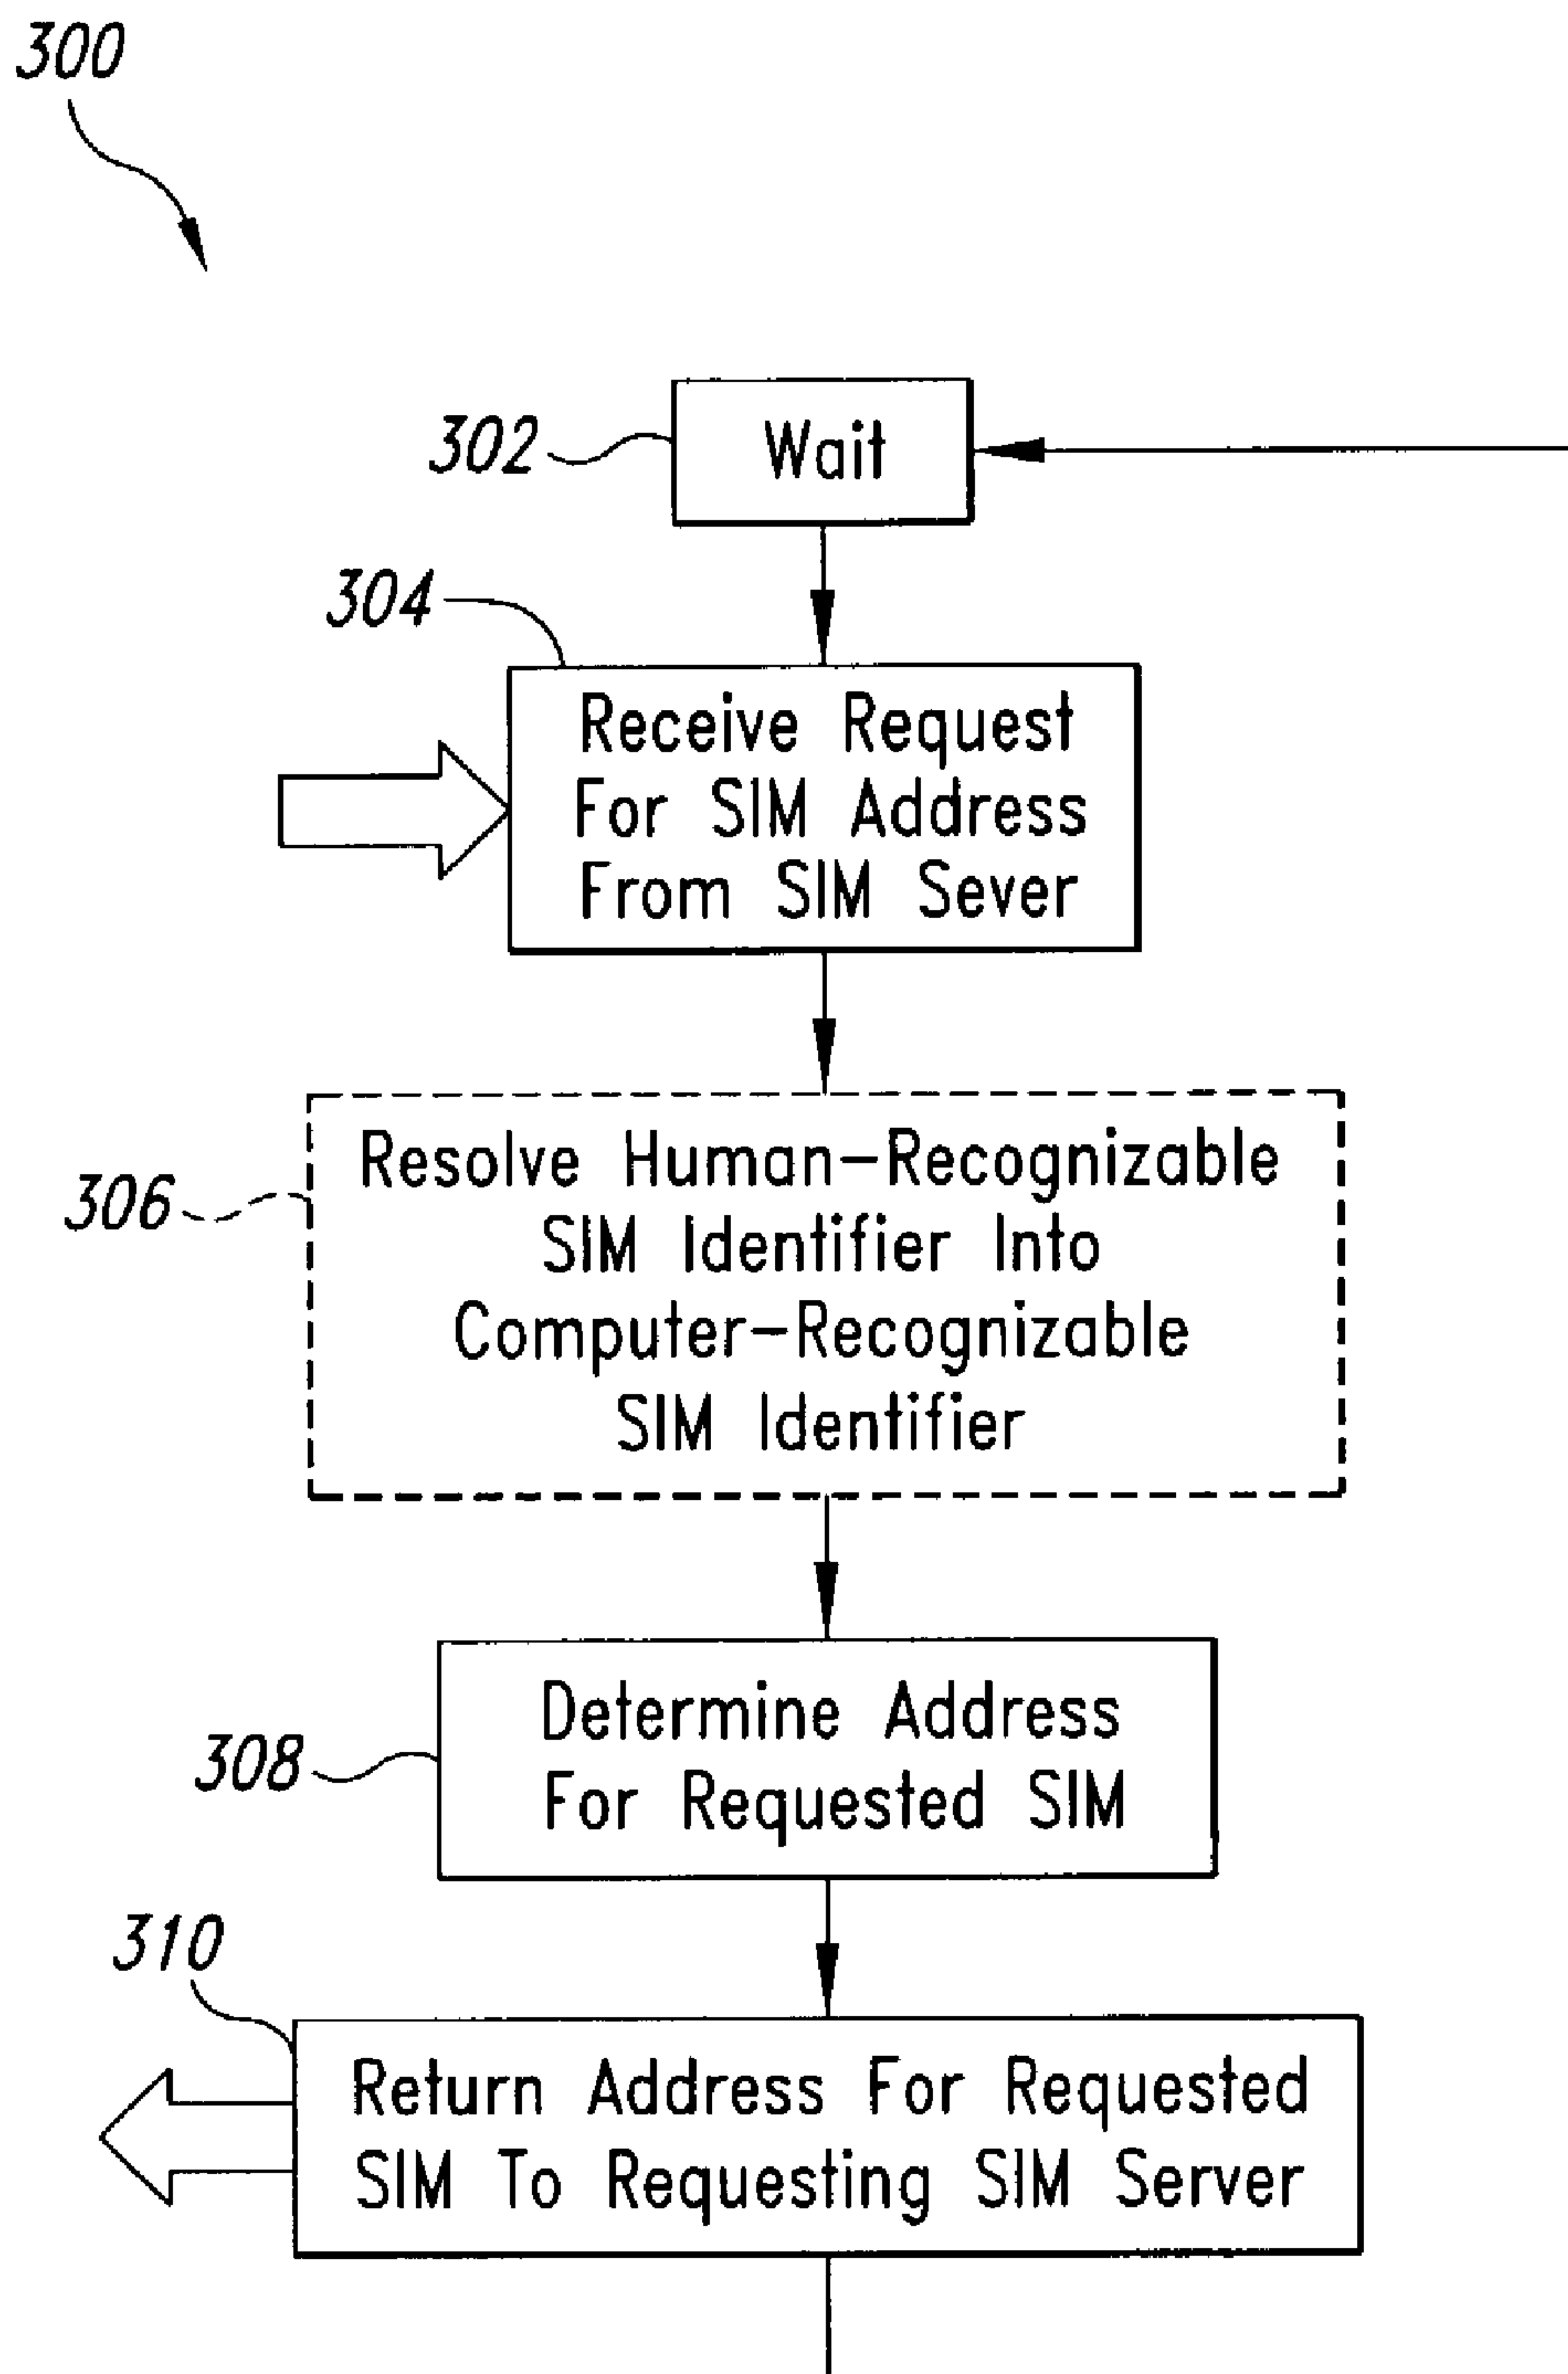 300
302
Wait
304
Receive Request
For SIM Address
From SIM Sever
306
Resolve Human-Recognizable
SIM Identifier Into
Computer-Recognizable
SIM Identifier
308
Determine Address
For Requested SIM
310
Return Address For Requested
SIM To Requesting SIM Server